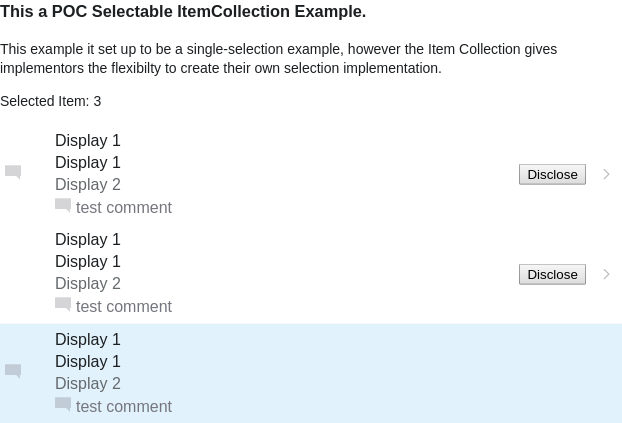 This a POC Selectable ItemCollection Example.
This example it set up to be a single-selection example, however the Item Collection gives
implementors the flexibilty to create their own selection implementation.
Selected Item: 3
Display 1
Display 1
Display 2
test comment
Disclose
Display 1
Display 1
Display 2
test comment
Disclose
Display 1
Display 1
Display 2
test comment